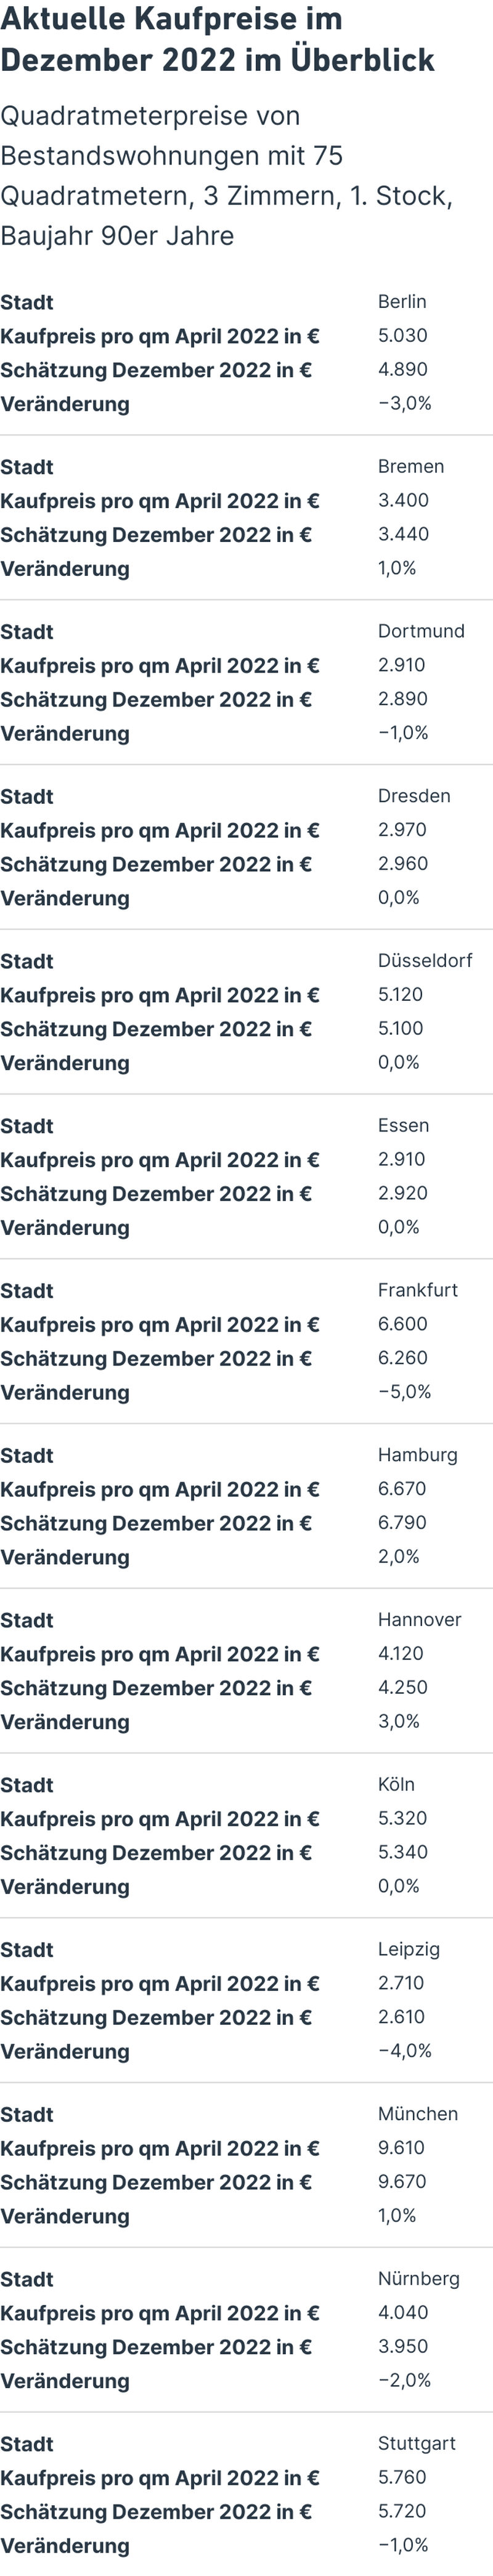 Aktuelle Kaufpreise im
Dezember 2022 im Überblick
Quadratmeterpreise von
Bestandswohnungen mit 75
Quadratmetern, 3 Zimmern, 1. Stock,
Baujahr 90er Jahre
Stadt Berlin
Kaufpreis pro qm April 2022 in € 5.030
Schätzung Dezember 2022 in € 4.890
Veränderung −3,0%
Stadt Bremen
Kaufpreis pro qm April 2022 in € 3.400
Schätzung Dezember 2022 in € 3.440
Veränderung 1,0%
Stadt Dortmund
Kaufpreis pro qm April 2022 in € 2.910
Schätzung Dezember 2022 in € 2.890
Veränderung −1,0%
Stadt Dresden
Kaufpreis pro qm April 2022 in € 2.970
Schätzung Dezember 2022 in € 2.960
Veränderung 0,0%
Stadt Düsseldorf
Kaufpreis pro qm April 2022 in € 5.120
Schätzung Dezember 2022 in € 5.100
Veränderung 0,0%
Stadt Essen
Kaufpreis pro qm April 2022 in € 2.910
Schätzung Dezember 2022 in € 2.920
Veränderung 0,0%
Stadt Frankfurt
Kaufpreis pro qm April 2022 in € 6.600
Schätzung Dezember 2022 in € 6.260
Veränderung −5,0%
Stadt Hamburg
Kaufpreis pro qm April 2022 in € 6.670
Schätzung Dezember 2022 in € 6.790
Veränderung 2,0%
Stadt Hannover
Kaufpreis pro qm April 2022 in € 4.120
Schätzung Dezember 2022 in € 4.250
Veränderung 3,0%
Stadt Köln
Kaufpreis pro qm April 2022 in € 5.320
Schätzung Dezember 2022 in € 5.340
Veränderung 0,0%
Stadt Leipzig
Kaufpreis pro qm April 2022 in € 2.710
Schätzung Dezember 2022 in € 2.610
Veränderung −4,0%
Stadt München
Kaufpreis pro qm April 2022 in € 9.610
Schätzung Dezember 2022 in € 9.670
Veränderung 1,0%
Stadt Nürnberg
Kaufpreis pro qm April 2022 in € 4.040
Schätzung Dezember 2022 in € 3.950
Veränderung −2,0%
Stadt Stuttgart
Kaufpreis pro qm April 2022 in € 5.760
Schätzung Dezember 2022 in € 5.720
Veränderung −1,0%